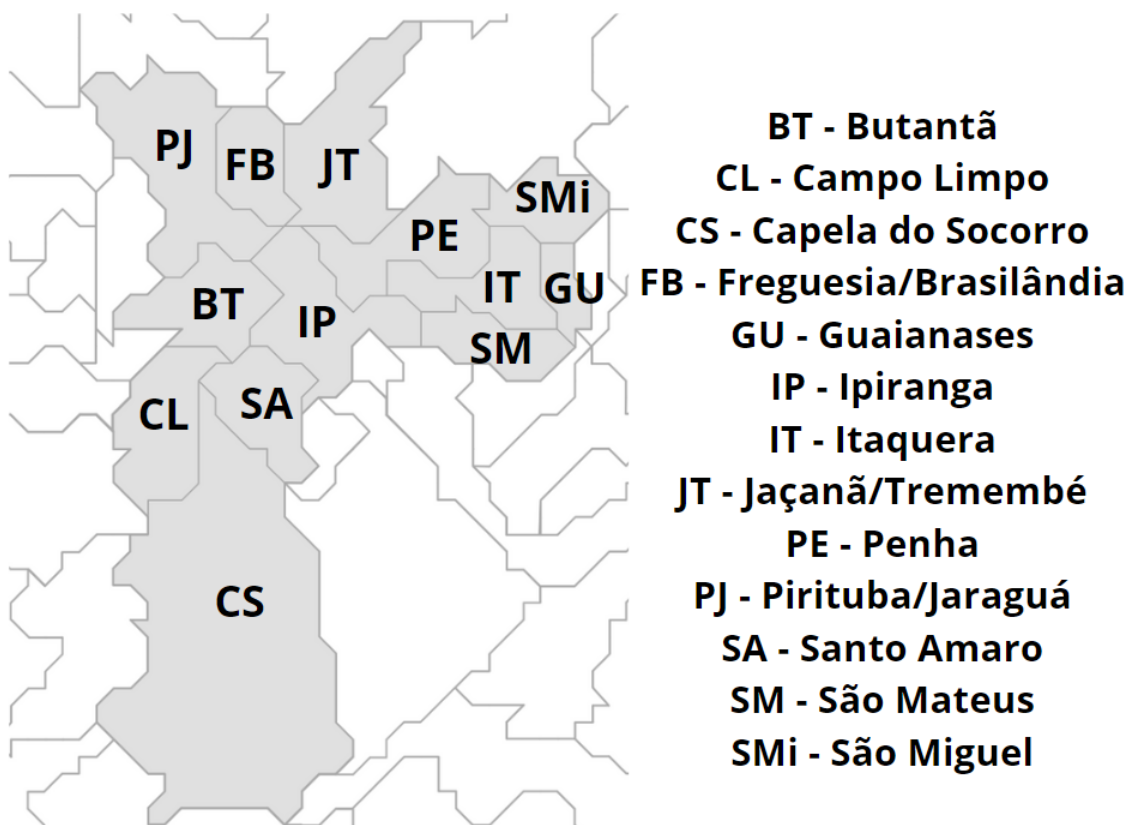 PJ
FB
JT
SMi
PE
BT
IP
IT
GU
SM
CL
SA
CS
BT - Butantã
CL - Campo Limpo
CS - Capela do Socorro
FB - Freguesia/Brasilândia
GU - Guaianases
IP - Ipiranga
IT - Itaquera
JT - Jaçanã/Tremembé
PE - Penha
PJ - Pirituba/Jaraguá
SA - Santo Amaro
SM - São Mateus
SMi - São Miguel